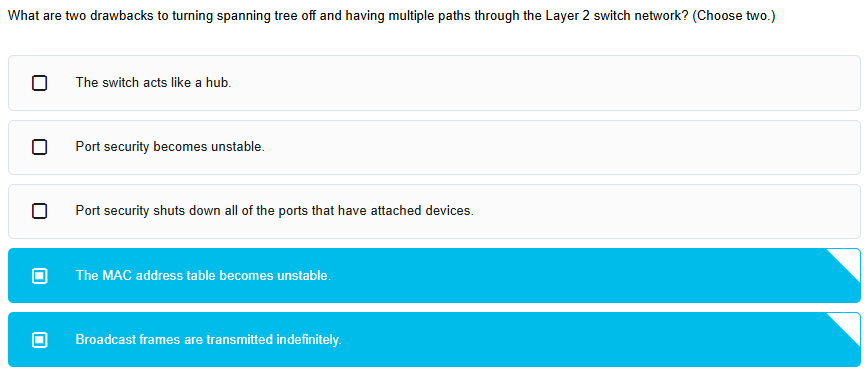 What are two drawbacks to turning spanning tree off and having multiple paths through the Layer 2 switch network? (Choose two.)
The switch acts like a hub.
Port security becomes unstable.
Port security shuts down all of the ports that have attached devices.
The MAC address table becomes unstable.
Broadcast frames are transmitted indefinitely.